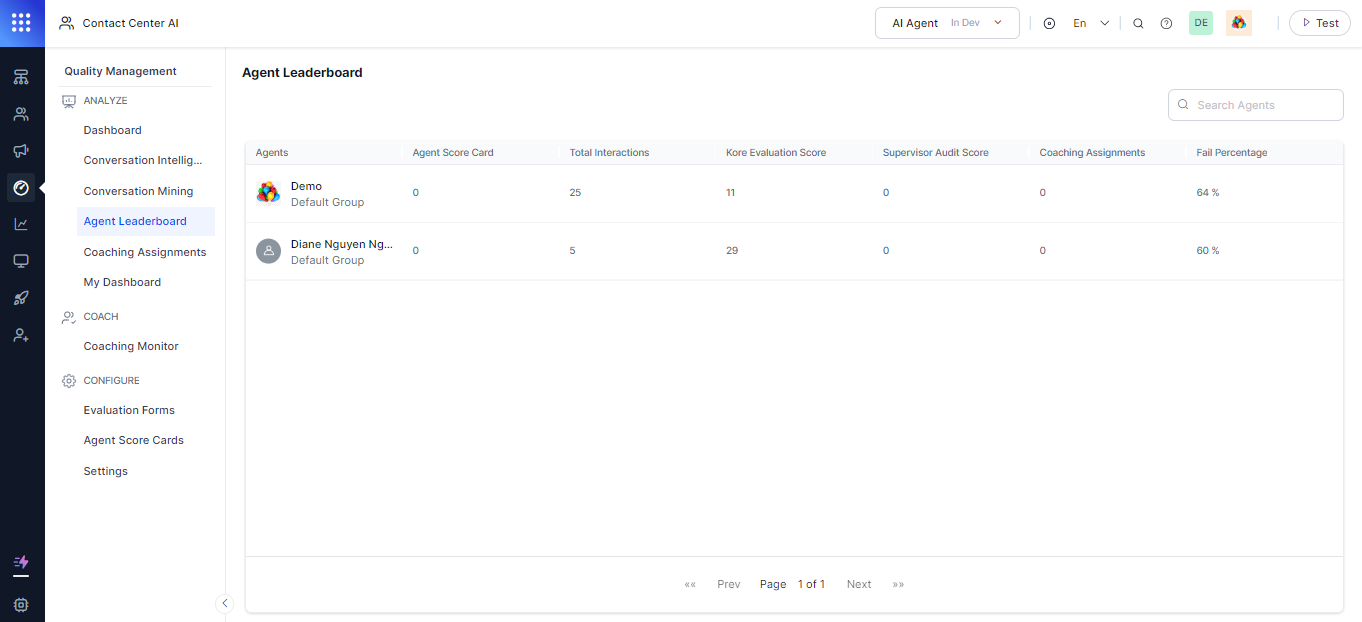 Contact Center AI
AI Agent In Dev
En
DE
Test
Quality Management
ANALYZE
Dashboard
Conversation Intellig...
Conversation Mining
Agent Leaderboard
Coaching Assignments
My Dashboard
COACH
Coaching Monitor
CONFIGURE
Evaluation Forms
Agent Score Cards
Settings
Agent Leaderboard
Search Agents
Agents Agent Score Card Total Interactions Kore Evaluation Score Supervisor Audit Score Coaching Assignments Fail Percentage
Demo
Default Group
0 25 11 0 0 64 %
Diane Nguyen Ng...
Default Group
0 5 29 0 0 60 %
«« Prev Page 1 of 1 Next »»